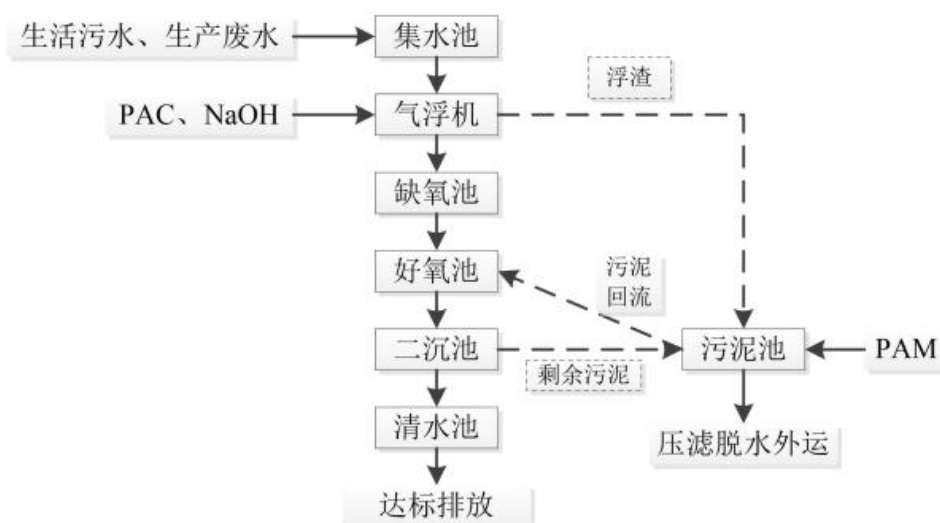 生活污水、生产废水
集水池
浮渣
PAC、NaOH
气浮机
缺氧池
好氧池
污泥
回流
二沉池
剩余污泥
污泥池
PAM
清水池
压滤脱水外运
达标排放